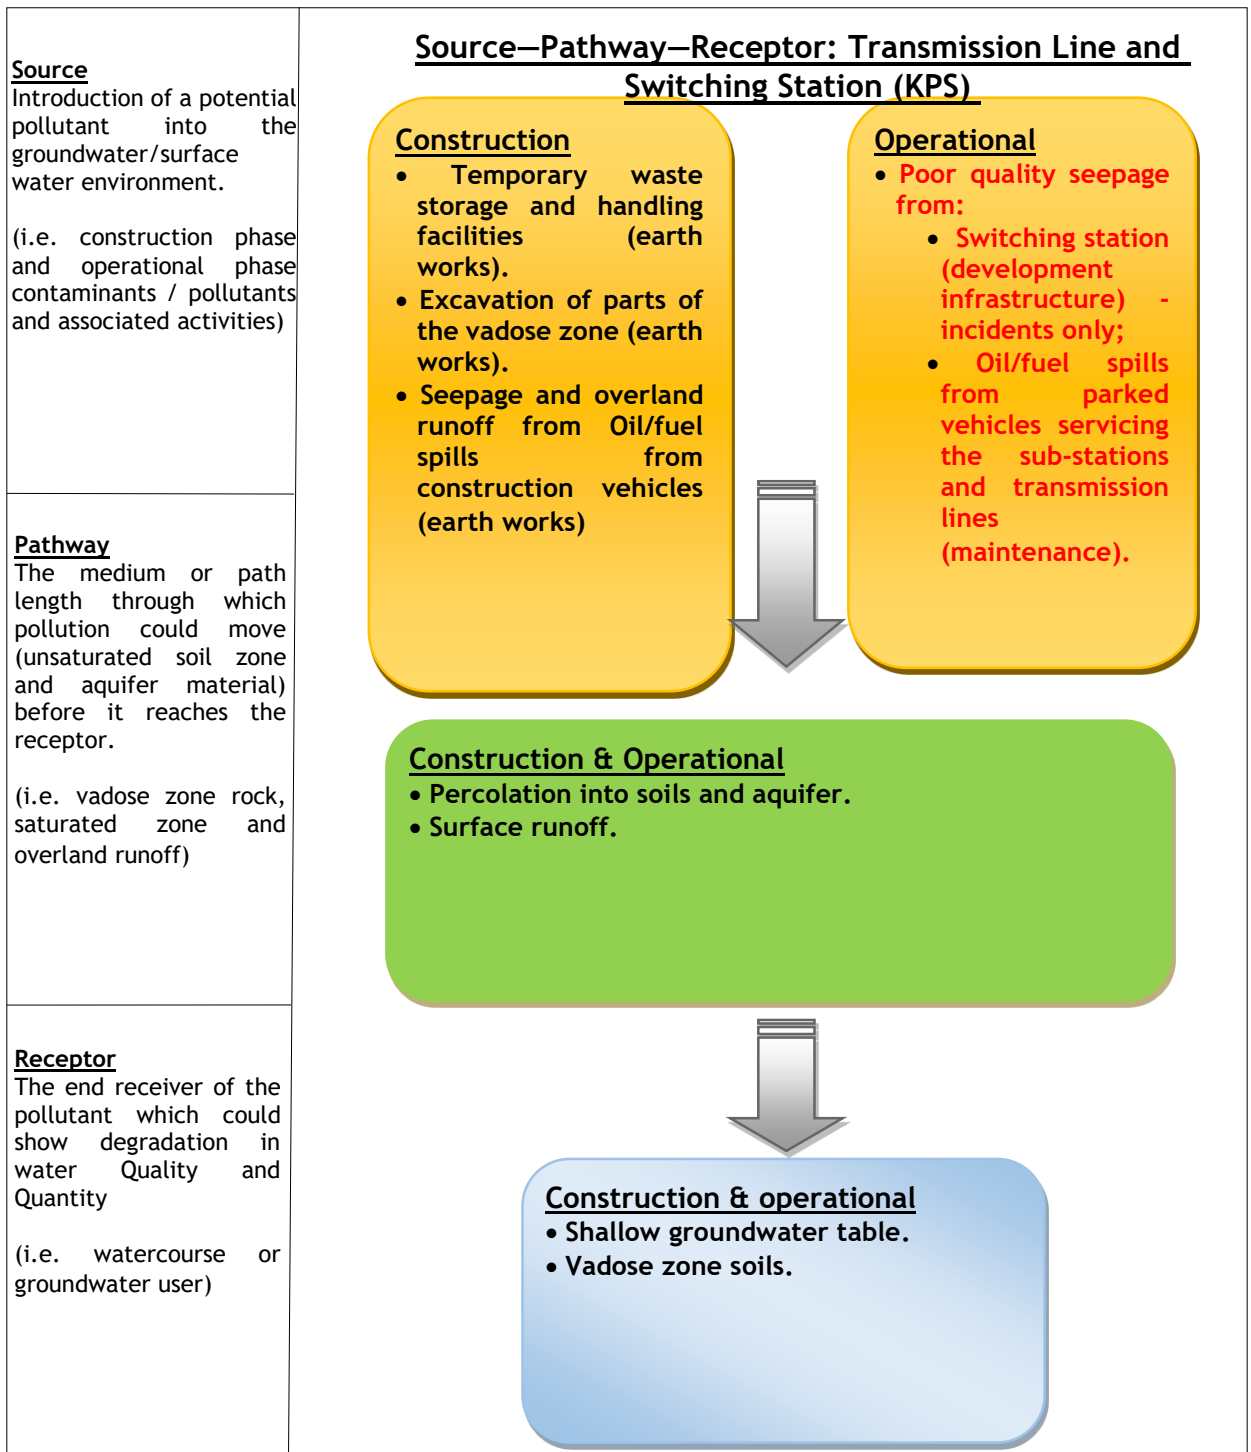 Source—Pathway—Receptor: Transmission Line and
Switching Station (KPS)
Source
Introduction of a potential
pollutant into the
groundwater/surface
water environment.
(i.e. construction phase
and operational phase
contaminants / pollutants
and associated activities)
Construction
• Temporary waste
storage and handling
facilities (earth
works).
• Excavation of parts of
the vadose zone (earth
works).
• Seepage and overland
runoff from Oil/fuel
spills from
construction vehicles
(earth works)
Operational
• Poor quality seepage
from:
• Switching station
(development
infrastructure) -
incidents only;
• Oil/fuel spills
from parked
vehicles servicing
the sub-stations
and transmission
lines
(maintenance).
Pathway
The medium or path
length through which
pollution could move
(unsaturated soil zone
and aquifer material)
before it reaches the
receptor.
(i.e. vadose zone rock,
saturated zone and
overland runoff)
Construction & Operational
• Percolation into soils and aquifer.
• Surface runoff.
Receptor
The end receiver of the
pollutant which could
show degradation in
water Quality and
Quantity
(i.e. watercourse or
groundwater user)
Construction & operational
• Shallow groundwater table.
• Vadose zone soils.